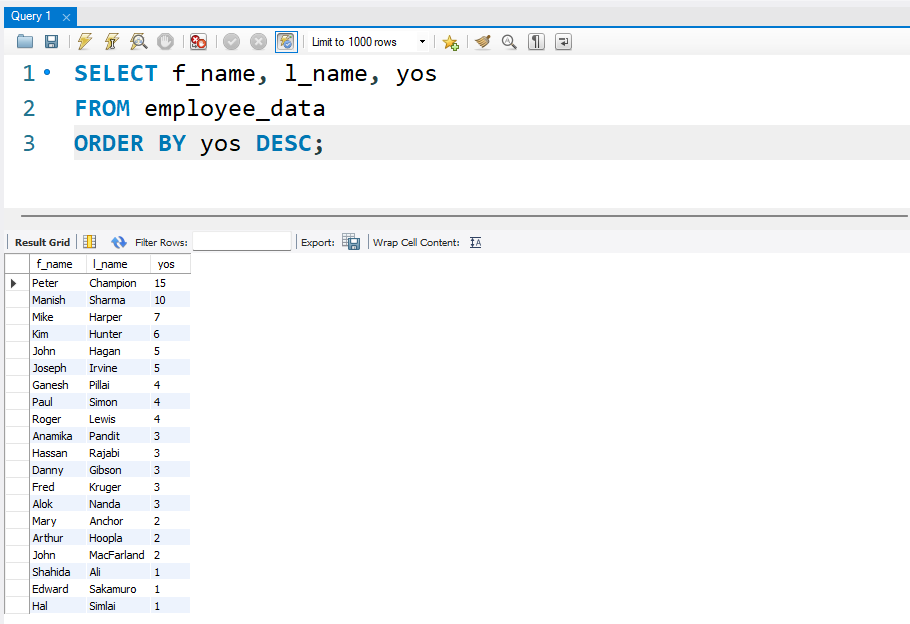 Query 1
Limit to 1000 rows
1 SELECT f_name, l_name, yos
2 FROM employee_data
3 ORDER BY yos DESC;
Result Grid Filter Rows: Export: Wrap Cell Content:
f_name l_name yos
Peter Champion 15
Manish Sharma 10
Mike Harper 7
Kim Hunter 6
John Hagan 5
Joseph Irvine 5
Ganesh Pillai 4
Paul Simon 4
Roger Lewis 4
Anamika Pandit 3
Hassan Rajabi 3
Danny Gibson 3
Fred Kruger 3
Alok Nanda 3
Mary Anchor 2
Arthur Hoopla 2
John MacFarland 2
Shahida Ali 1
Edward Sakamuro 1
Hal Simlai 1